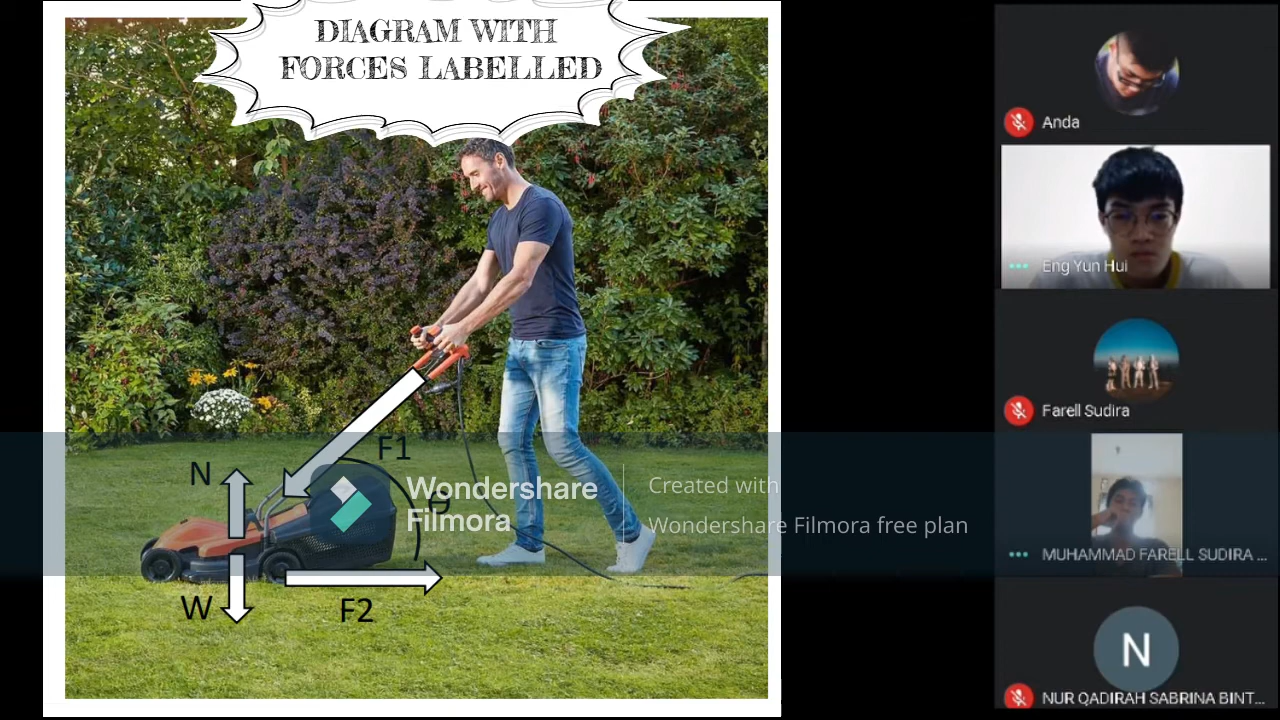 DIAGRAM WITH
FORCES LABELLED
F1
N
θ
W
F2
Wondershare
Filmora
Created with
Wondershare Filmora free plan
Anda
Eng Yun Hui
Farell Sudira
MUHAMMAD FARELL SUDIRA ...
N
NUR QADIRAH SABRINA BINT...